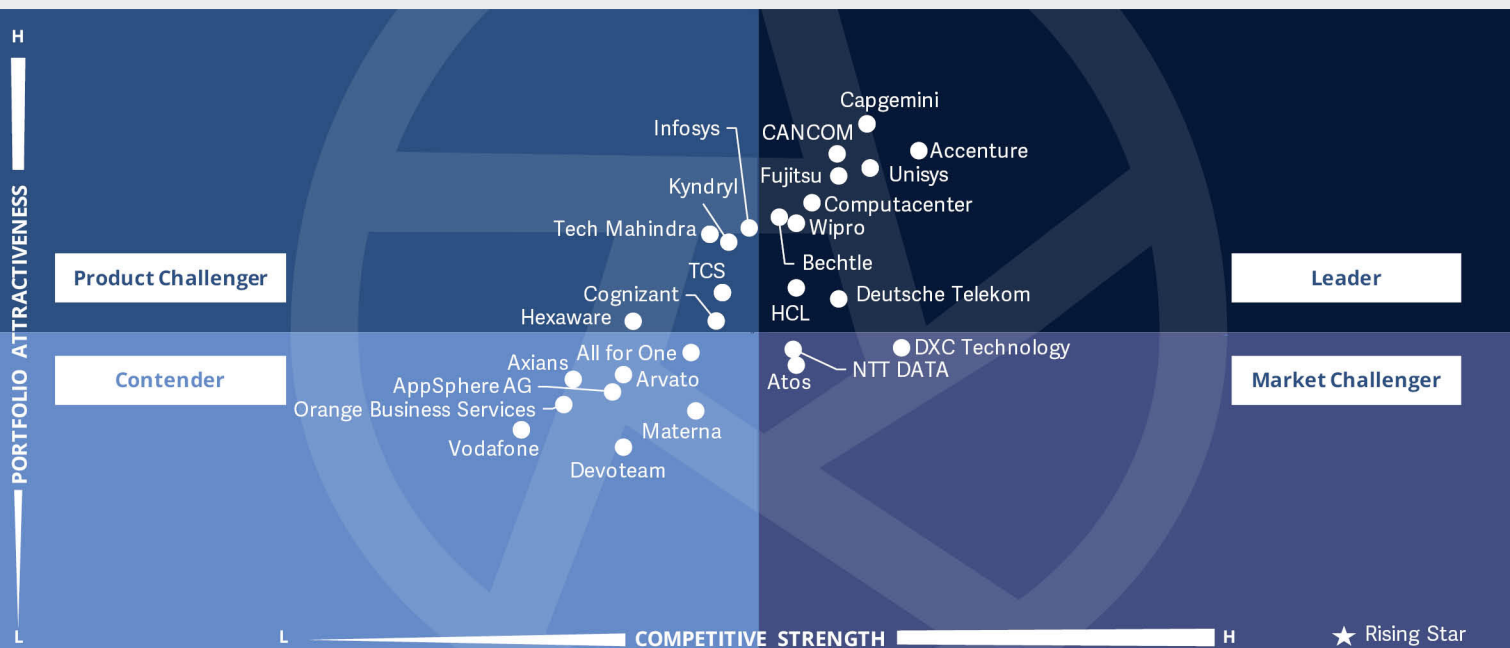 H
PORTFOLIO ATTRACTIVENESS
L
Capgemini
Infosys
CANCOM
Accenture
Fujitsu
Unisys
Kyndryl
Computacenter
Tech Mahindra
Wipro
Bechtle
TCS
Product Challenger
Leader
Cognizant
Deutsche Telekom
Hexaware
HCL
DXC Technology
All for One
Axians
NTT DATA
Contender
Arvato
Atos
Market Challenger
AppSphere AG
Orange Business Services
Materna
Vodafone
Devoteam
L
COMPETITIVE STRENGTH
H
Rising Star